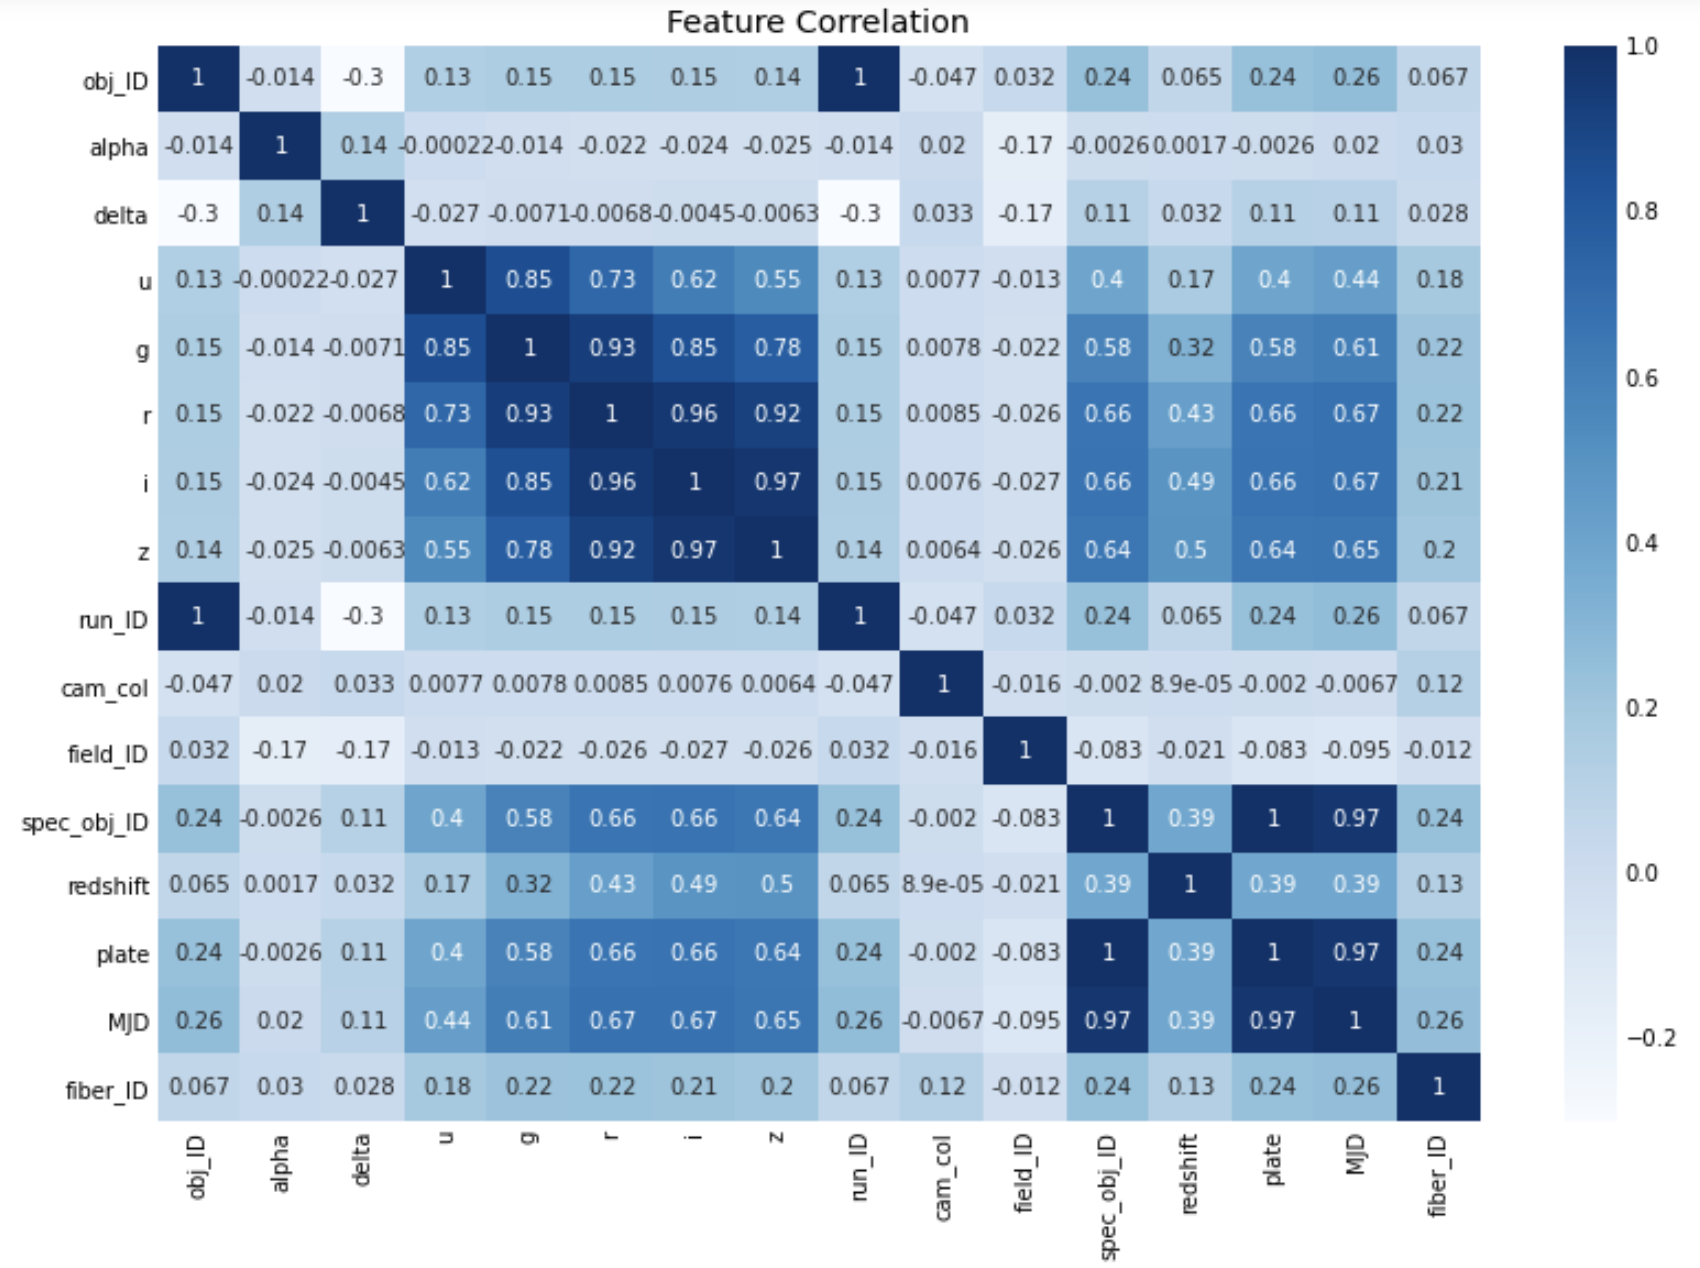 Feature Correlation
obj_ID 1 -0.014 -0.3 0.13 0.15 0.15 0.15 0.14 1 -0.047 0.032 0.24 0.065 0.24 0.26 0.067
alpha -0.014 1 0.14 -0.00022 -0.014 -0.022 -0.024 -0.025 -0.014 0.02 -0.17 -0.0026 0.0017 -0.0026 0.02 0.03
delta -0.3 0.14 1 -0.027 -0.0071 -0.0068 -0.0045 -0.0063 -0.3 0.033 -0.17 0.11 0.032 0.11 0.11 0.028
u 0.13 -0.00022 -0.027 1 0.85 0.73 0.62 0.55 0.13 0.0077 -0.013 0.4 0.17 0.4 0.44 0.18
g 0.15 -0.014 -0.0071 0.85 1 0.93 0.85 0.78 0.15 0.0078 -0.022 0.58 0.32 0.58 0.61 0.22
r 0.15 -0.022 -0.0068 0.73 0.93 1 0.96 0.92 0.15 0.0085 -0.026 0.66 0.43 0.66 0.67 0.22
i 0.15 -0.024 -0.0045 0.62 0.85 0.96 1 0.97 0.15 0.0076 -0.027 0.66 0.49 0.66 0.67 0.21
z 0.14 -0.025 -0.0063 0.55 0.78 0.92 0.97 1 0.14 0.0064 -0.026 0.64 0.5 0.64 0.65 0.2
run_ID 1 -0.014 -0.3 0.13 0.15 0.15 0.15 0.14 1 -0.047 0.032 0.24 0.065 0.24 0.26 0.067
cam_col -0.047 0.02 0.033 0.0077 0.0078 0.0085 0.0076 0.0064 -0.047 1 -0.016 -0.002 8.9e-05 -0.002 -0.0067 0.12
field_ID 0.032 -0.17 -0.17 -0.013 -0.022 -0.026 -0.027 -0.026 0.032 -0.016 1 -0.083 -0.021 -0.083 -0.095 -0.012
spec_obj_ID 0.24 -0.0026 0.11 0.4 0.58 0.66 0.66 0.64 0.24 -0.002 -0.083 1 0.39 1 0.97 0.24
redshift 0.065 0.0017 0.032 0.17 0.32 0.43 0.49 0.5 0.065 8.9e-05 -0.021 0.39 1 0.39 0.39 0.13
plate 0.24 -0.0026 0.11 0.4 0.58 0.66 0.66 0.64 0.24 -0.002 -0.083 1 0.39 1 0.97 0.24
MJD 0.26 0.02 0.11 0.44 0.61 0.67 0.67 0.65 0.26 -0.0067 -0.095 0.97 0.39 0.97 1 0.26
fiber_ID 0.067 0.03 0.028 0.18 0.22 0.22 0.21 0.2 0.067 0.12 -0.012 0.24 0.13 0.24 0.26 1
obj_ID alpha delta u g r i z run_ID cam_col field_ID spec_obj_ID redshift plate MJD fiber_ID
1.0
0.8
0.6
0.4
0.2
0.0
−0.2